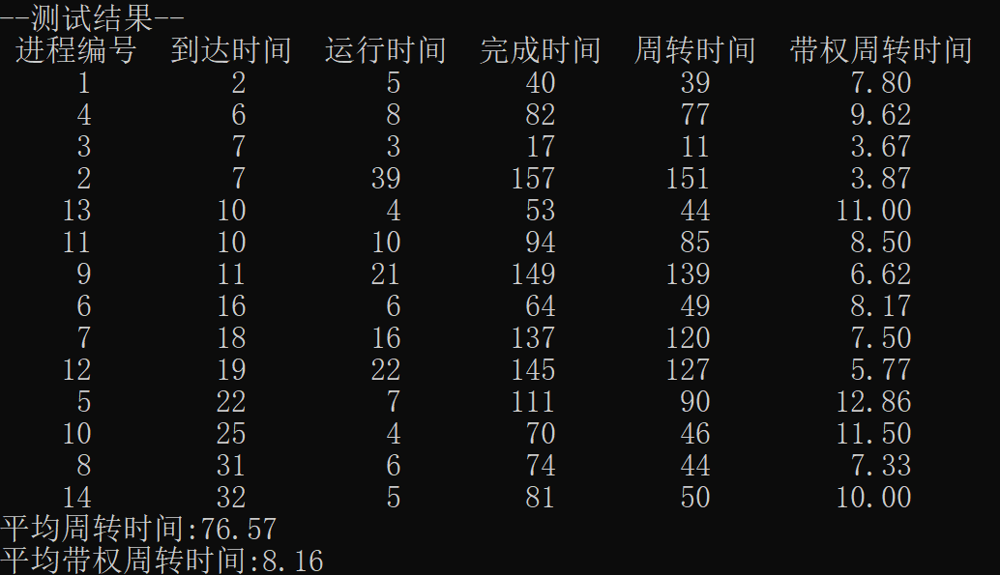 --测试结果--
进程编号 到达时间 运行时间 完成时间 周转时间 带权周转时间
1 2 5 40 39 7.80
4 6 8 82 77 9.62
3 7 3 17 11 3.67
2 7 39 157 151 3.87
13 10 4 53 44 11.00
11 10 10 94 85 8.50
9 11 21 149 139 6.62
6 16 6 64 49 8.17
7 18 16 137 120 7.50
12 19 22 145 127 5.77
5 22 7 111 90 12.86
10 25 4 70 46 11.50
8 31 6 74 44 7.33
14 32 5 81 50 10.00
平均周转时间:76.57
平均带权周转时间:8.16